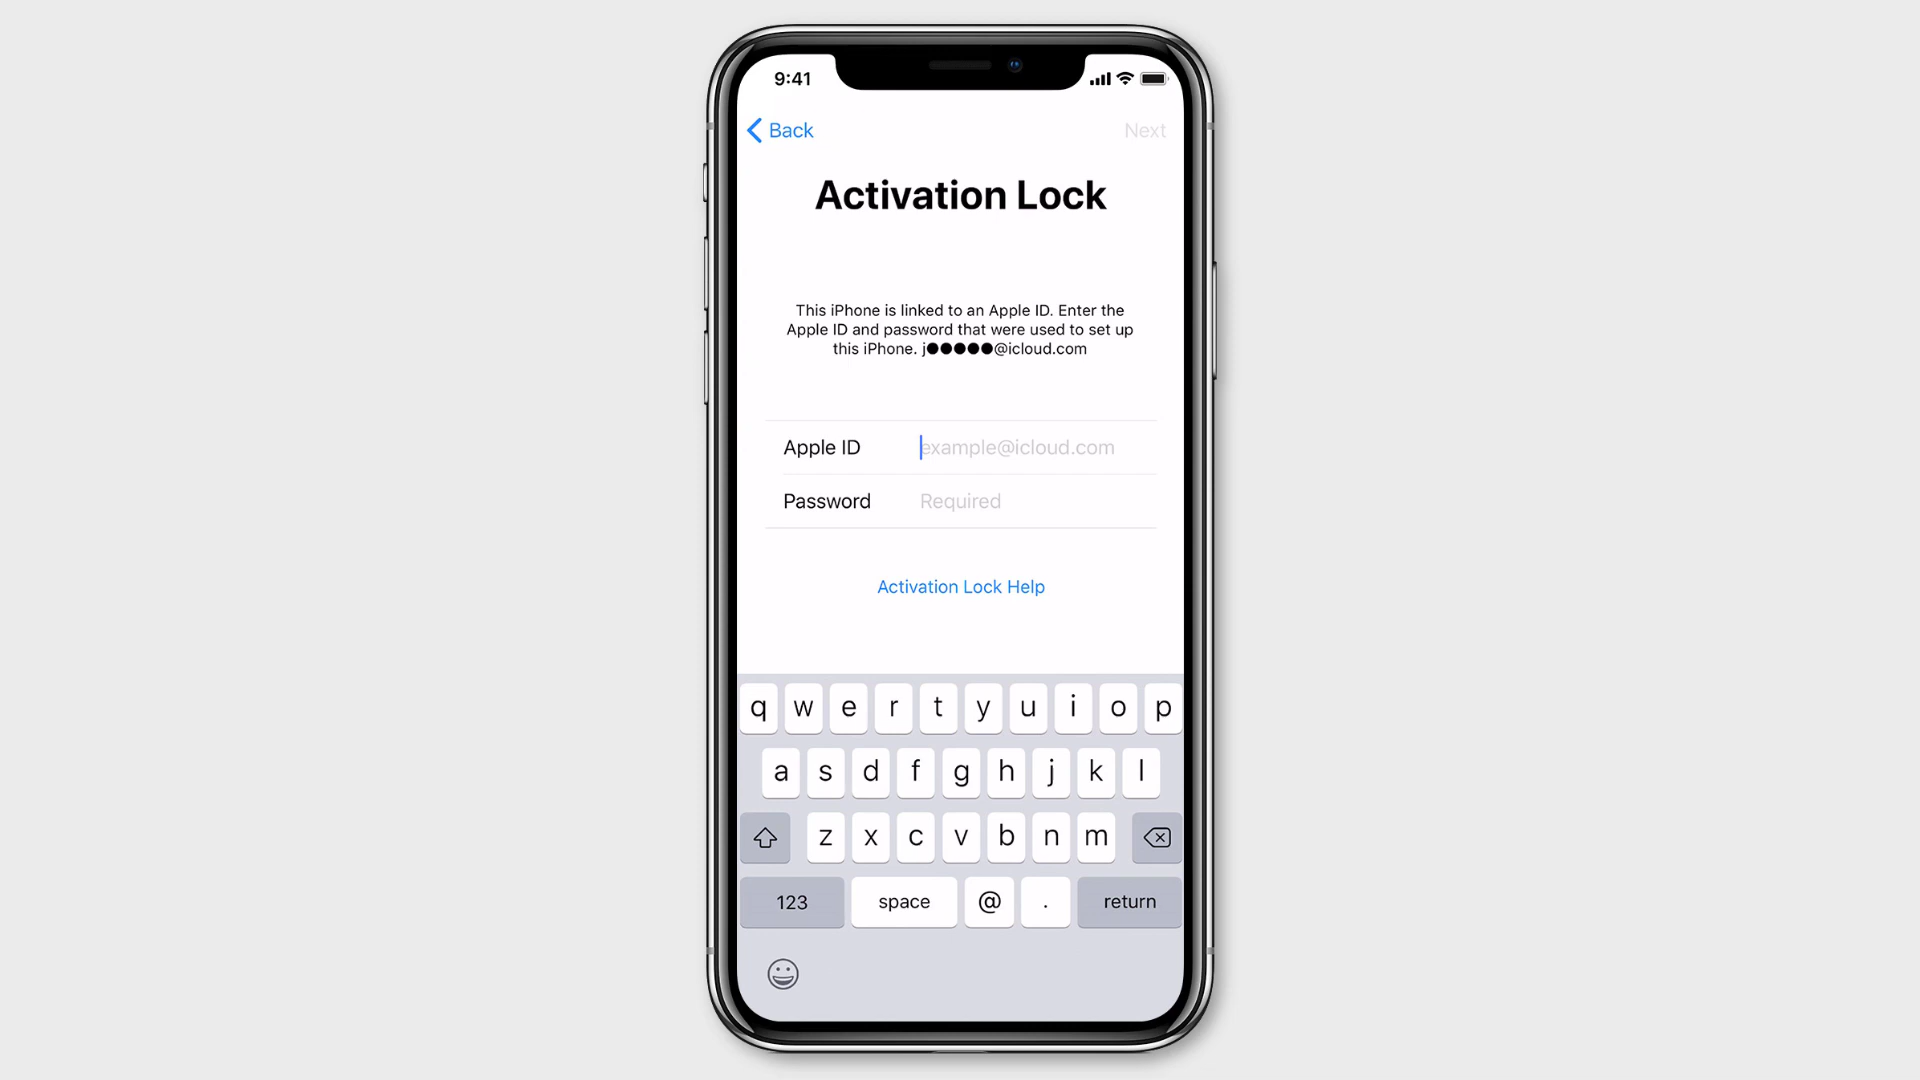 9:41
Back Next
Activation Lock
This iPhone is linked to an Apple ID. Enter the
Apple ID and password that were used to set up
this iPhone. j●●●●●@icloud.com
Apple ID example@icloud.com
Password Required
Activation Lock Help
q w e r t y u i o p
a s d f g h j k l
z x c v b n m
123 space @ . return